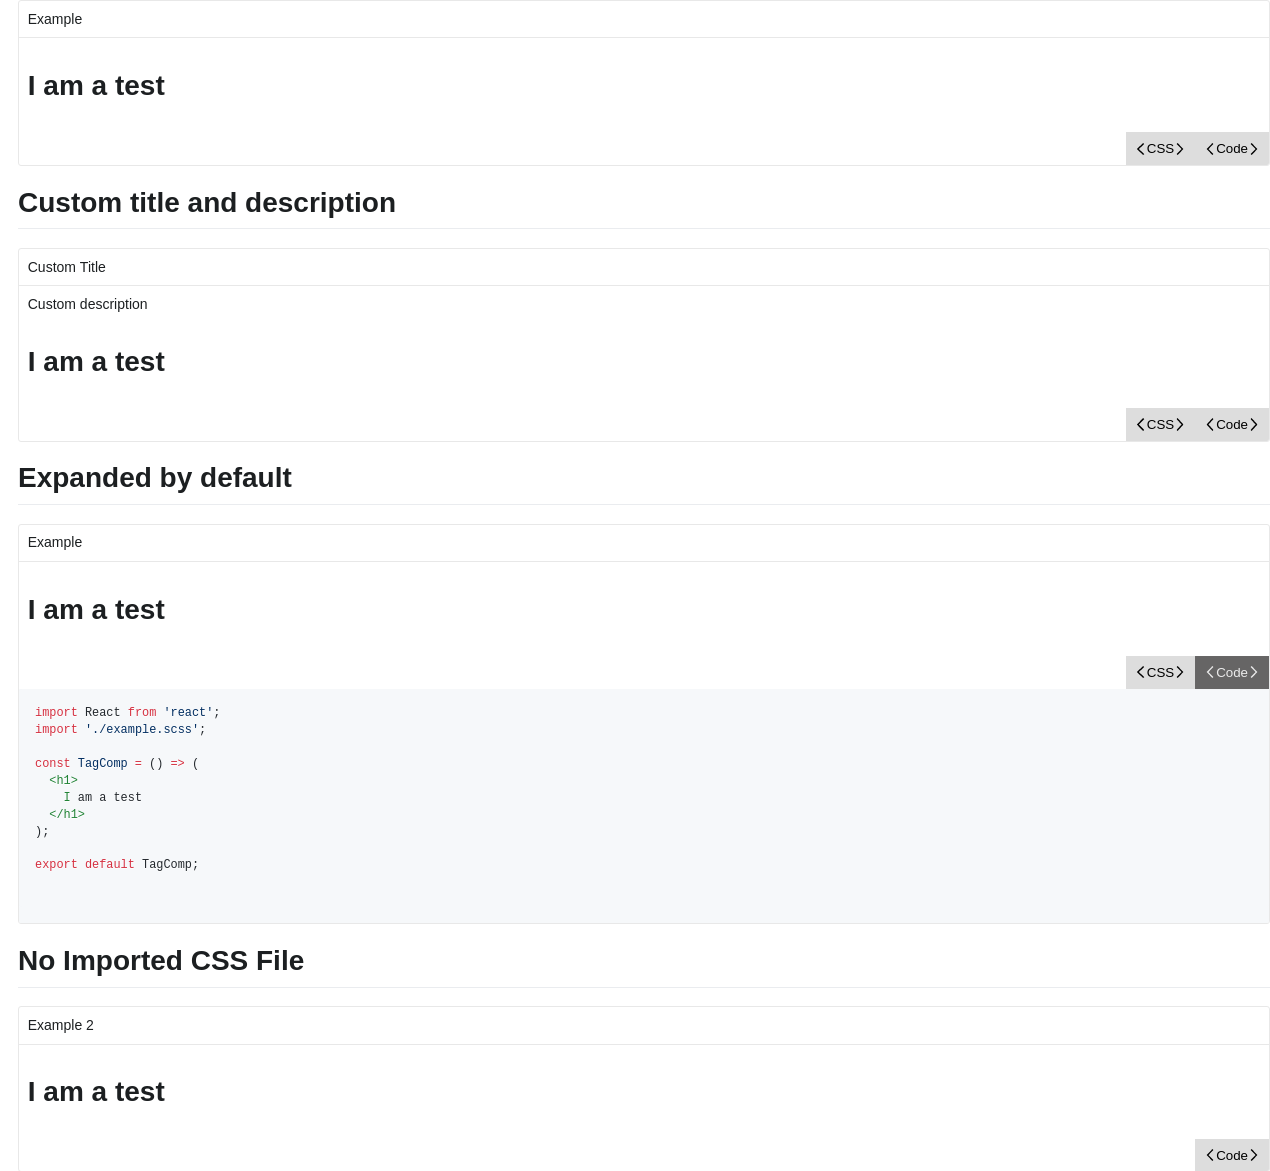 Example
I am a test
CSS Code
Custom title and description
Custom Title
Custom description
I am a test
CSS Code
Expanded by default
Example
I am a test
CSS Code
import React from 'react';
import './example.scss';
const TagComp = () => (
  <h1>
    I am a test
  </h1>
);
export default TagComp;
No Imported CSS File
Example 2
I am a test
Code